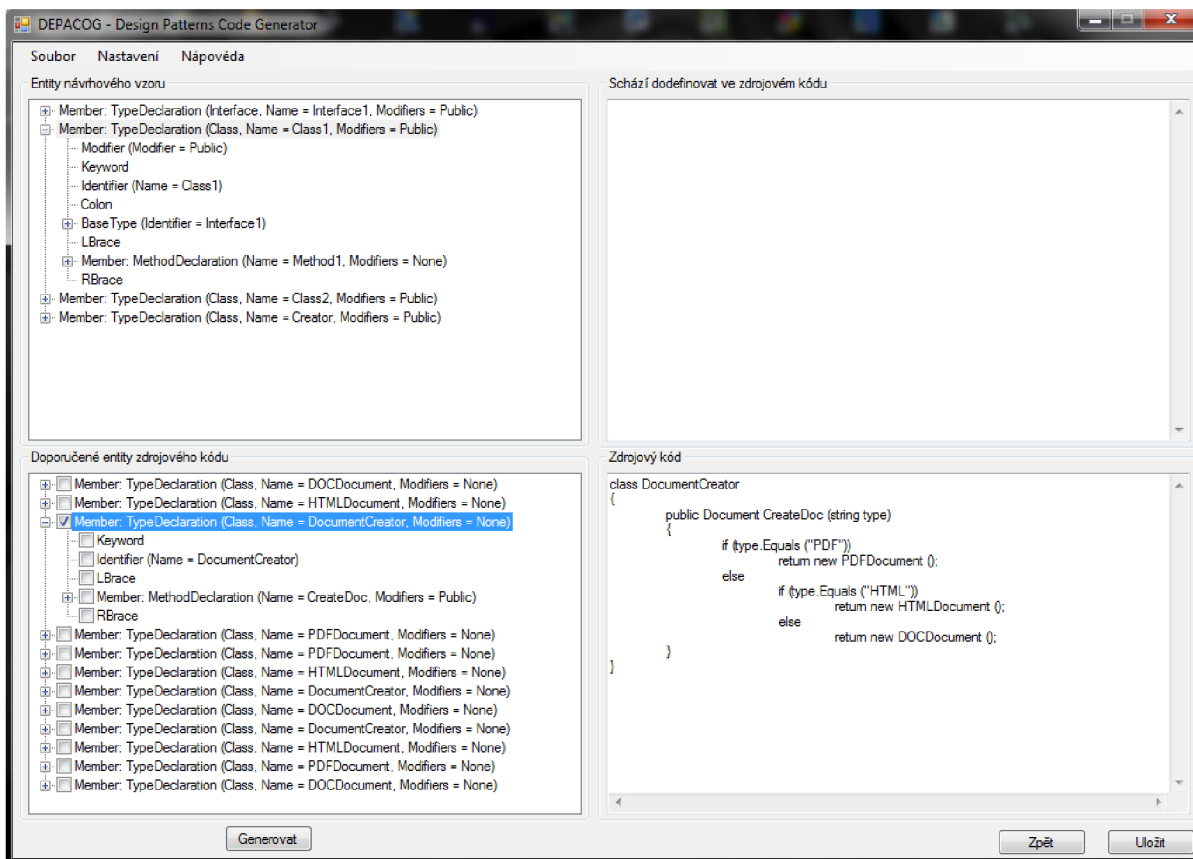 DEPACOG - Design Patterns Code Generator
Soubor Nastavení Nápověda
Entity návrhového vzoru
Member: TypeDeclaration (Interface, Name = Interface1, Modifiers = Public)
Member: TypeDeclaration (Class, Name = Class1, Modifiers = Public)
Modifier (Modifier = Public)
Keyword
Identifier (Name = Class1)
Colon
BaseType (Identifier = Interface1)
LBrace
Member: MethodDeclaration (Name = Method1, Modifiers = None)
RBrace
Member: TypeDeclaration (Class, Name = Class2, Modifiers = Public)
Member: TypeDeclaration (Class, Name = Creator, Modifiers = Public)
Schází dodefinovat ve zdrojovém kódu
Doporučené entity zdrojového kódu
Member: TypeDeclaration (Class, Name = DOCDocument, Modifiers = None)
Member: TypeDeclaration (Class, Name = HTMLDocument, Modifiers = None)
Member: TypeDeclaration (Class, Name = DocumentCreator, Modifiers = None)
Keyword
Identifier (Name = DocumentCreator)
LBrace
Member: MethodDeclaration (Name = CreateDoc, Modifiers = Public)
RBrace
Member: TypeDeclaration (Class, Name = PDFDocument, Modifiers = None)
Member: TypeDeclaration (Class, Name = PDFDocument, Modifiers = None)
Member: TypeDeclaration (Class, Name = HTMLDocument, Modifiers = None)
Member: TypeDeclaration (Class, Name = DocumentCreator, Modifiers = None)
Member: TypeDeclaration (Class, Name = DOCDocument, Modifiers = None)
Member: TypeDeclaration (Class, Name = DocumentCreator, Modifiers = None)
Member: TypeDeclaration (Class, Name = HTMLDocument, Modifiers = None)
Member: TypeDeclaration (Class, Name = PDFDocument, Modifiers = None)
Member: TypeDeclaration (Class, Name = DOCDocument, Modifiers = None)
Zdrojový kód
class DocumentCreator
{
public Document CreateDoc (string type)
{
if (type.Equals ("PDF"))
return new PDFDocument ();
else
if (type.Equals ("HTML"))
return new HTMLDocument ();
else
return new DOCDocument ();
}
}
Generovat
Zpět
Uložit